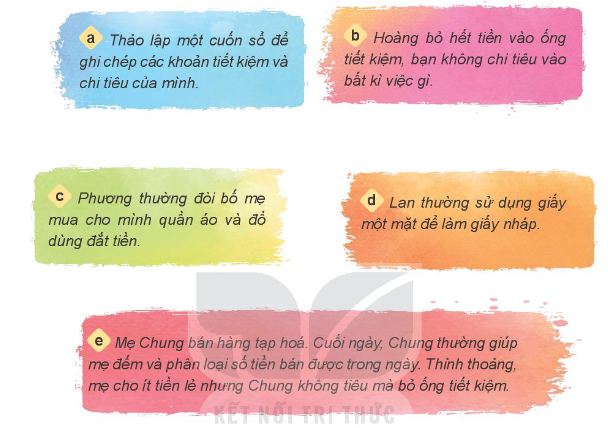 a Thảo lập một cuốn sổ để
ghi chép các khoản tiết kiệm và
chi tiêu của mình.
b Hoàng bỏ hết tiền vào ống
tiết kiệm, bạn không chi tiêu vào
bất kì việc gì.
c Phương thường đòi bố mẹ
mua cho mình quần áo và đồ
dùng đắt tiền.
d Lan thường sử dụng giấy
một mặt để làm giấy nháp.
e Mẹ Chung bán hàng tạp hoá. Cuối ngày, Chung thường giúp
mẹ đếm và phân loại số tiền bán được trong ngày. Thỉnh thoảng,
mẹ cho ít tiền lẻ nhưng Chung không tiêu mà bỏ ống tiết kiệm.
KẾT NỐI TRI THỨC